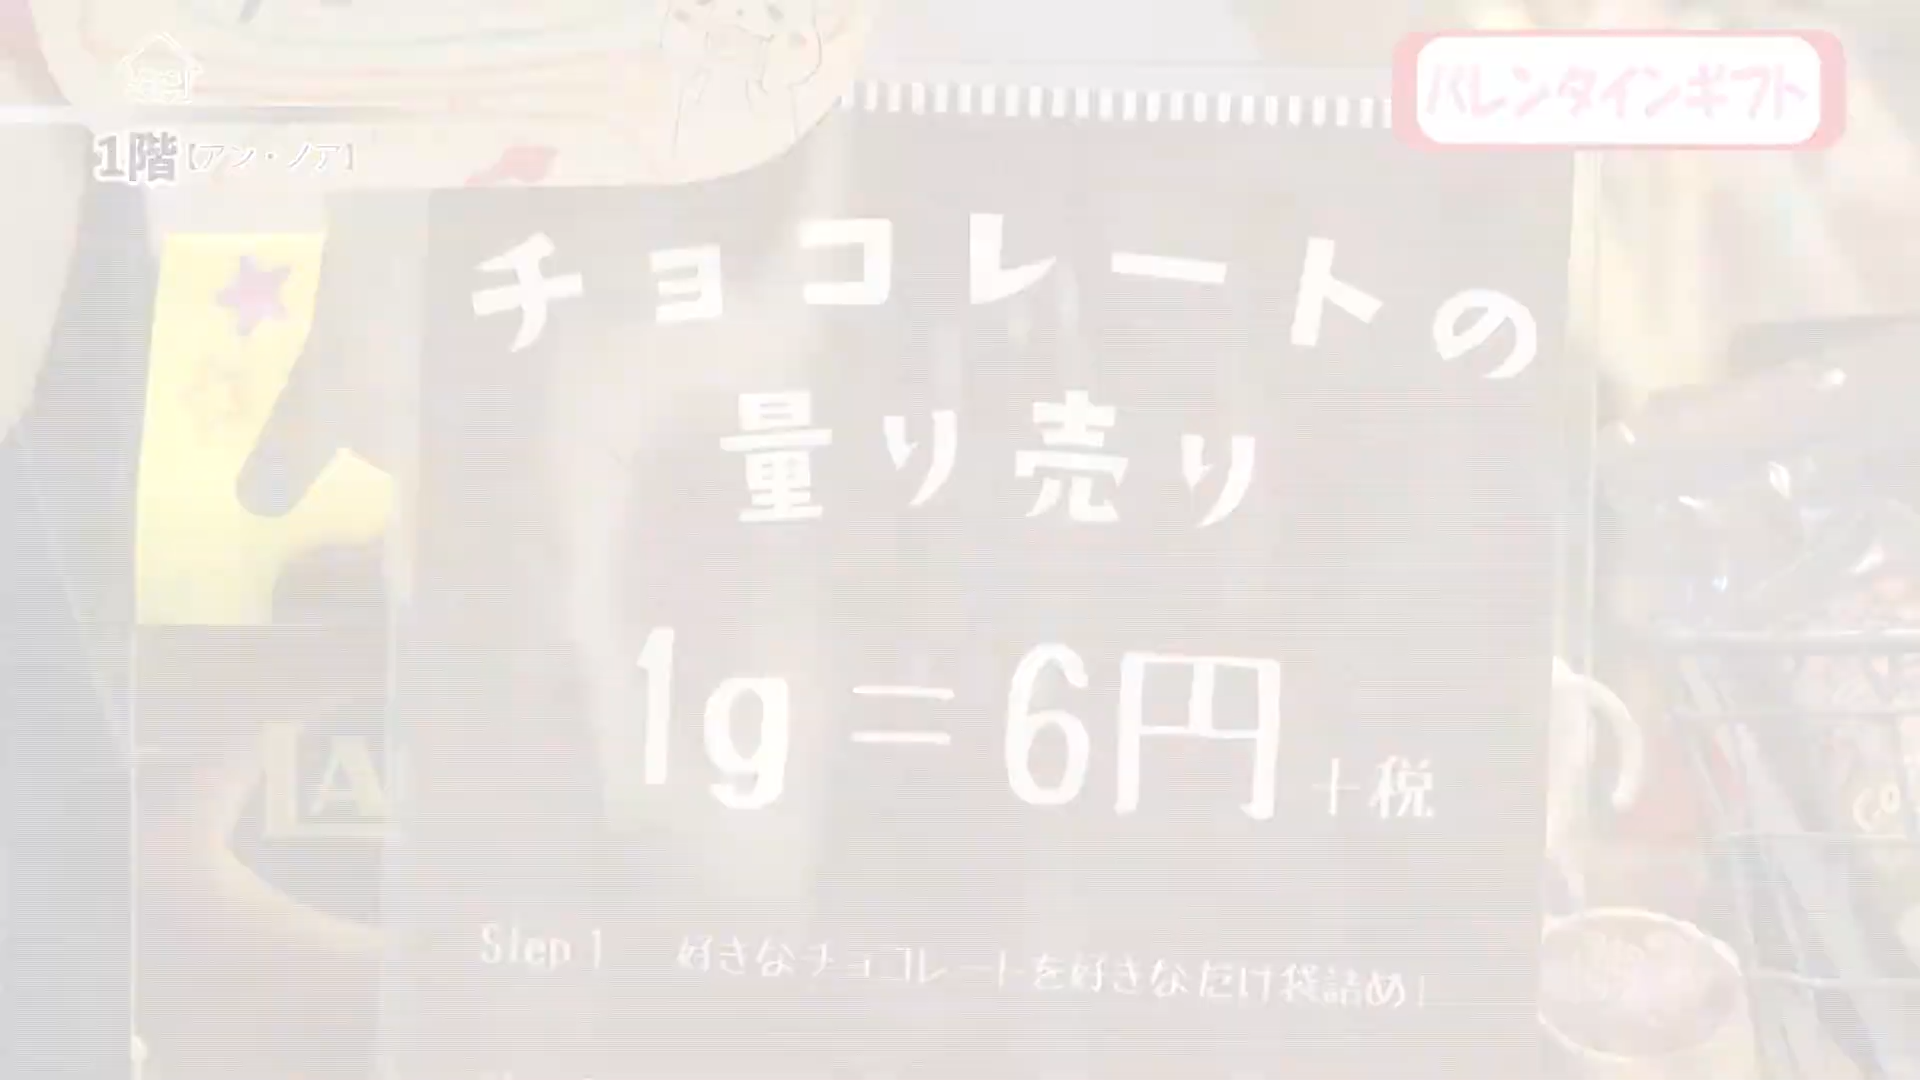 バレンタインギフト
1階【アン・ノア】
チョコレートの
量り売り
1g=6円+税
Step 1 好きなチョコレートを好きなだけ袋詰め!
LA